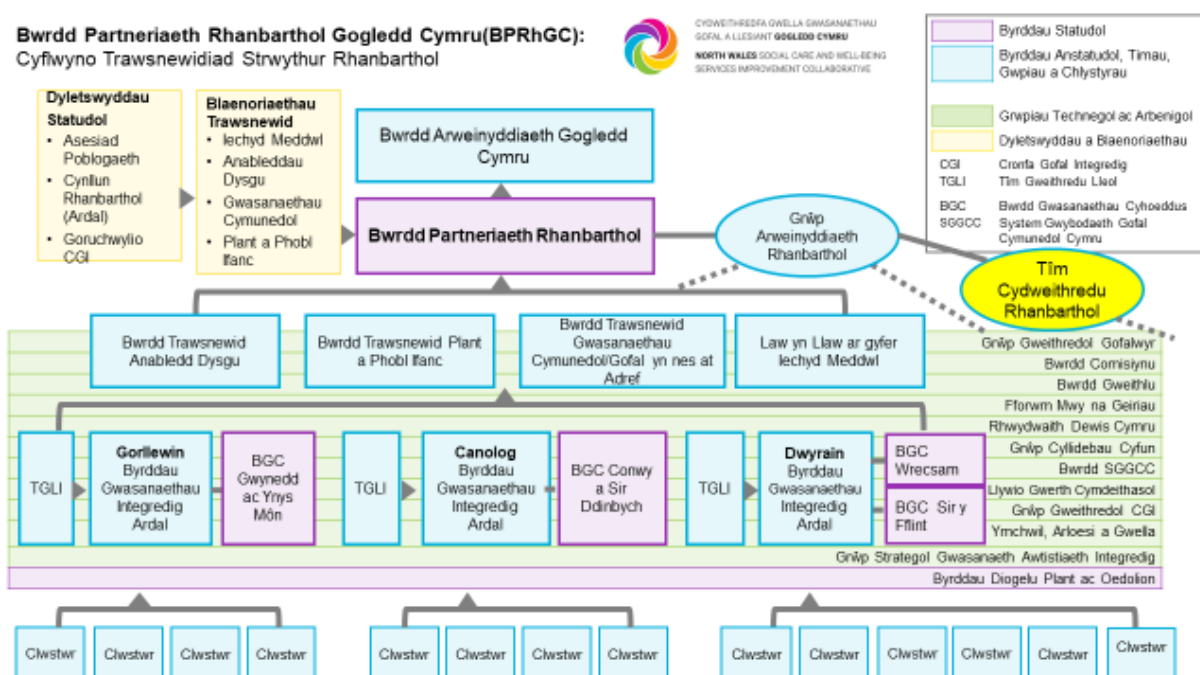 Bwrdd Partneriaeth Rhanbarthol Gogledd Cymru(BPRhGC):
Cyflwyno Trawsnewidiad Strwythur Rhanbarthol
CYDWEITHREDFA GWELLA GWASANAETHAU
GOFAL A LLESIANT GOGLEDD CYMRU
NORTH WALES SOCIAL CARE AND WELL-BEING
SERVICES IMPROVEMENT COLLABORATIVE
Byrddau Statudol
Byrddau Anstatudol, Timau,
Gwpiau a Chlystyrau
Grwpiau Technegol ac Arbenigol
Dyletswyddau a Blaenoriaethau
CGI Cronfa Gofal Integredig
TGLI Tîm Gweithredu Lleol
BGC Bwrdd Gwasanaethau Cyhoeddus
SGGCC System Gwybodaeth Gofal
Cymunedol Cymru
Dyletswyddau
Statudol
• Asesiad
Poblogaeth
• Cynllun
Rhanbarthol
(Ardal)
• Goruchwylio
CGI
Blaenoriaethau
Trawsnewid
• Iechyd Meddwl
• Anableddau
Dysgu
• Gwasanaethau
Cymunedol
• Plant a Phobl
Ifanc
Bwrdd Arweinyddiaeth Gogledd
Cymru
Bwrdd Partneriaeth Rhanbarthol
Grŵp
Arweinyddiaeth
Rhanbarthol
Tîm
Cydweithredu
Rhanbarthol
Bwrdd Trawsnewid
Anabledd Dysgu
Bwrdd Trawsnewid Plant
a Phobl Ifanc
Bwrdd Trawsnewid
Gwasanaethau
Cymunedol/Gofal yn nes at
Adref
Law yn Llaw ar gyfer
Iechyd Meddwl
Grŵp Gweithredol Gofalwyr
Bwrdd Comisiynu
Bwrdd Gweithlu
Fforwm Mwy na Geiriau
Rhwydwaith Dewis Cymru
Grŵp Cyllidebau Cyfun
Bwrdd SGGCC
Llywio Gwerth Cymdeithasol
Grŵp Gweithredol CGI
Ymchwil, Arloesi a Gwella
Grŵp Strategol Gwasanaeth Awtistiaeth Integredig
Byrddau Diogelu Plant ac Oedolion
TGLI
Gorllewin
Byrddau
Gwasanaethau
Integredig
Ardal
BGC
Gwynedd
ac Ynys
Môn
TGLI
Canolog
Byrddau
Gwasanaethau
Integredig
Ardal
BGC Conwy
a Sir
Ddinbych
TGLI
Dwyrain
Byrddau
Gwasanaethau
Integredig
Ardal
BGC
Wrecsam
BGC Sir y
Fflint
Clwstwr Clwstwr Clwstwr Clwstwr
Clwstwr Clwstwr Clwstwr Clwstwr
Clwstwr Clwstwr Clwstwr Clwstwr Clwstwr Clwstwr